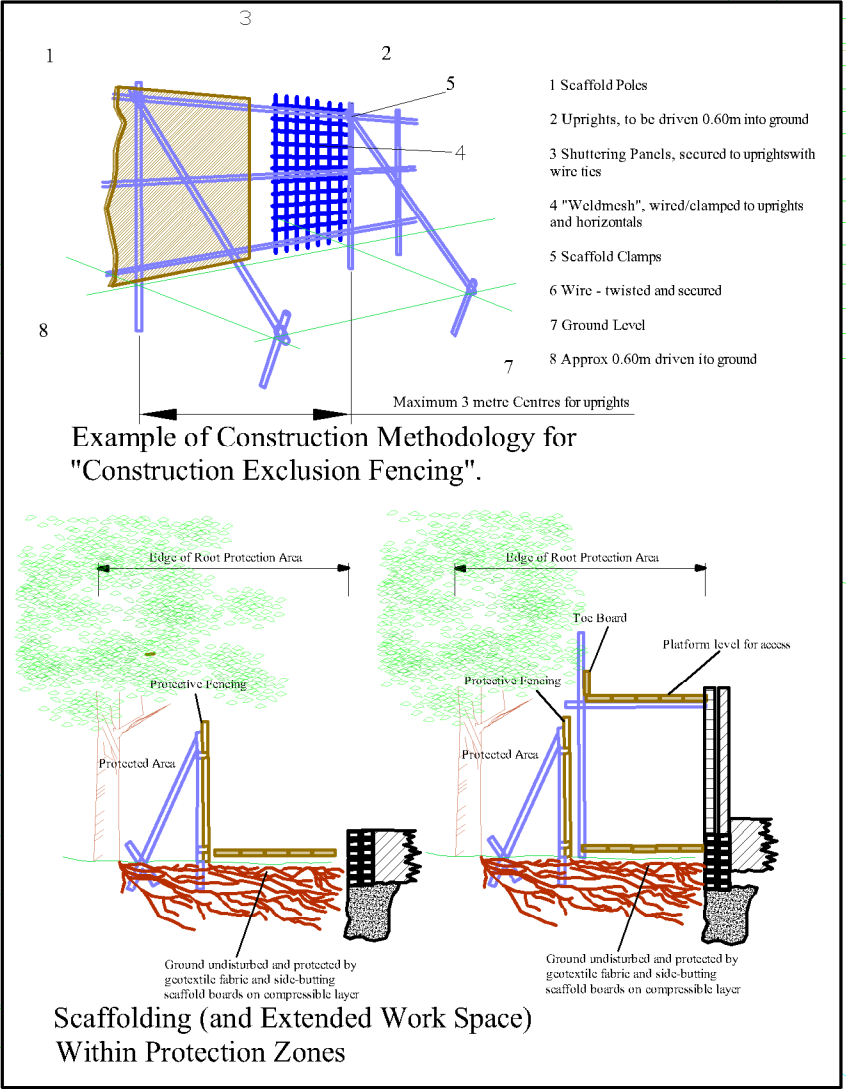 3
1
2
5
4
8
7
1 Scaffold Poles
2 Uprights, to be driven 0.60m into ground
3 Shuttering Panels, secured to uprightswith
wire ties
4 "Weldmesh", wired/clamped to uprights
and horizontals
5 Scaffold Clamps
6 Wire - twisted and secured
7 Ground Level
8 Approx 0.60m driven ito ground
Maximum 3 metre Centres for uprights
Example of Construction Methodology for
"Construction Exclusion Fencing".
Edge of Root Protection Area
Protective Fencing
Protected Area
Ground undisturbed and protected by
geotextile fabric and side-butting
scaffold boards on compressible layer
Edge of Root Protection Area
Toe Board
Platform level for access
Protective Fencing
Protected Area
Ground undisturbed and protected by
geotextile fabric and side-butting
scaffold boards on compressible layer
Scaffolding (and Extended Work Space)
Within Protection Zones